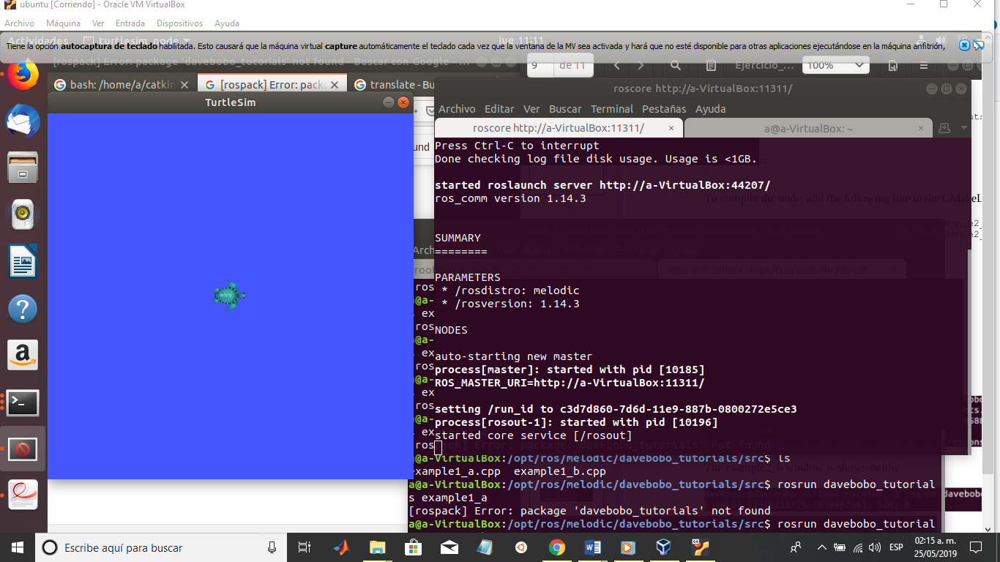 ubuntu [Corriendo] - Oracle VM VirtualBox
Archivo Máquina Ver Entrada Dispositivos Ayuda
Actividades turtlesim_node jue 11:11
Tiene la opción autocaptura de teclado habilitada. Esto causará que la máquina virtual capture automáticamente el teclado cada vez que la ventana de la MV sea activada y hará que no esté disponible para otras aplicaciones ejecutándose en la máquina anfitrión,
[rospack] Error: package 'davebobo_tutorials' not found - Buscar con Google -
9 de 11 Ejercicio_... 100%
bash: /home/a/catkin [rospack] Error: pack translate - Bu
TurtleSim
und
roscore http://a-VirtualBox:11311/
Archivo Editar Ver Buscar Terminal Pestañas Ayuda
roscore http://a-VirtualBox:11311/ a@a-VirtualBox: ~
Press Ctrl-C to interrupt
Done checking log file disk usage. Usage is <1GB.
started roslaunch server http://a-VirtualBox:44207/
ros_comm version 1.14.3
To compile the node, add the following line to the CMakeL
SUMMARY
========
PARAMETERS
* /rosdistro: melodic
* /rosversion: 1.14.3
NODES
auto-starting new master
process[master]: started with pid [10185]
ROS_MASTER_URI=http://a-VirtualBox:11311/
setting /run_id to c3d7d860-7d6d-11e9-887b-0800272e5ce3
process[rosout-1]: started with pid [10196]
started core service [/rosout]
[rospack] Error: package 'davebobo_tutorials' not found
a@a-VirtualBox:/opt/ros/melodic/davebobo_tutorials/src$ ls
example1_a.cpp example1_b.cpp
The example2_b window is shown below
a@a-VirtualBox:/opt/ros/melodic/davebobo_tutorials/src$ rosrun davebobo_tutorial
s example1_a
[rospack] Error: package 'davebobo_tutorials' not found
a@a-VirtualBox:/opt/ros/melodic/davebobo_tutorials/src$ rosrun davebobo_tutorial
Escribe aquí para buscar
ESP
02:15 a. m.
25/05/2019